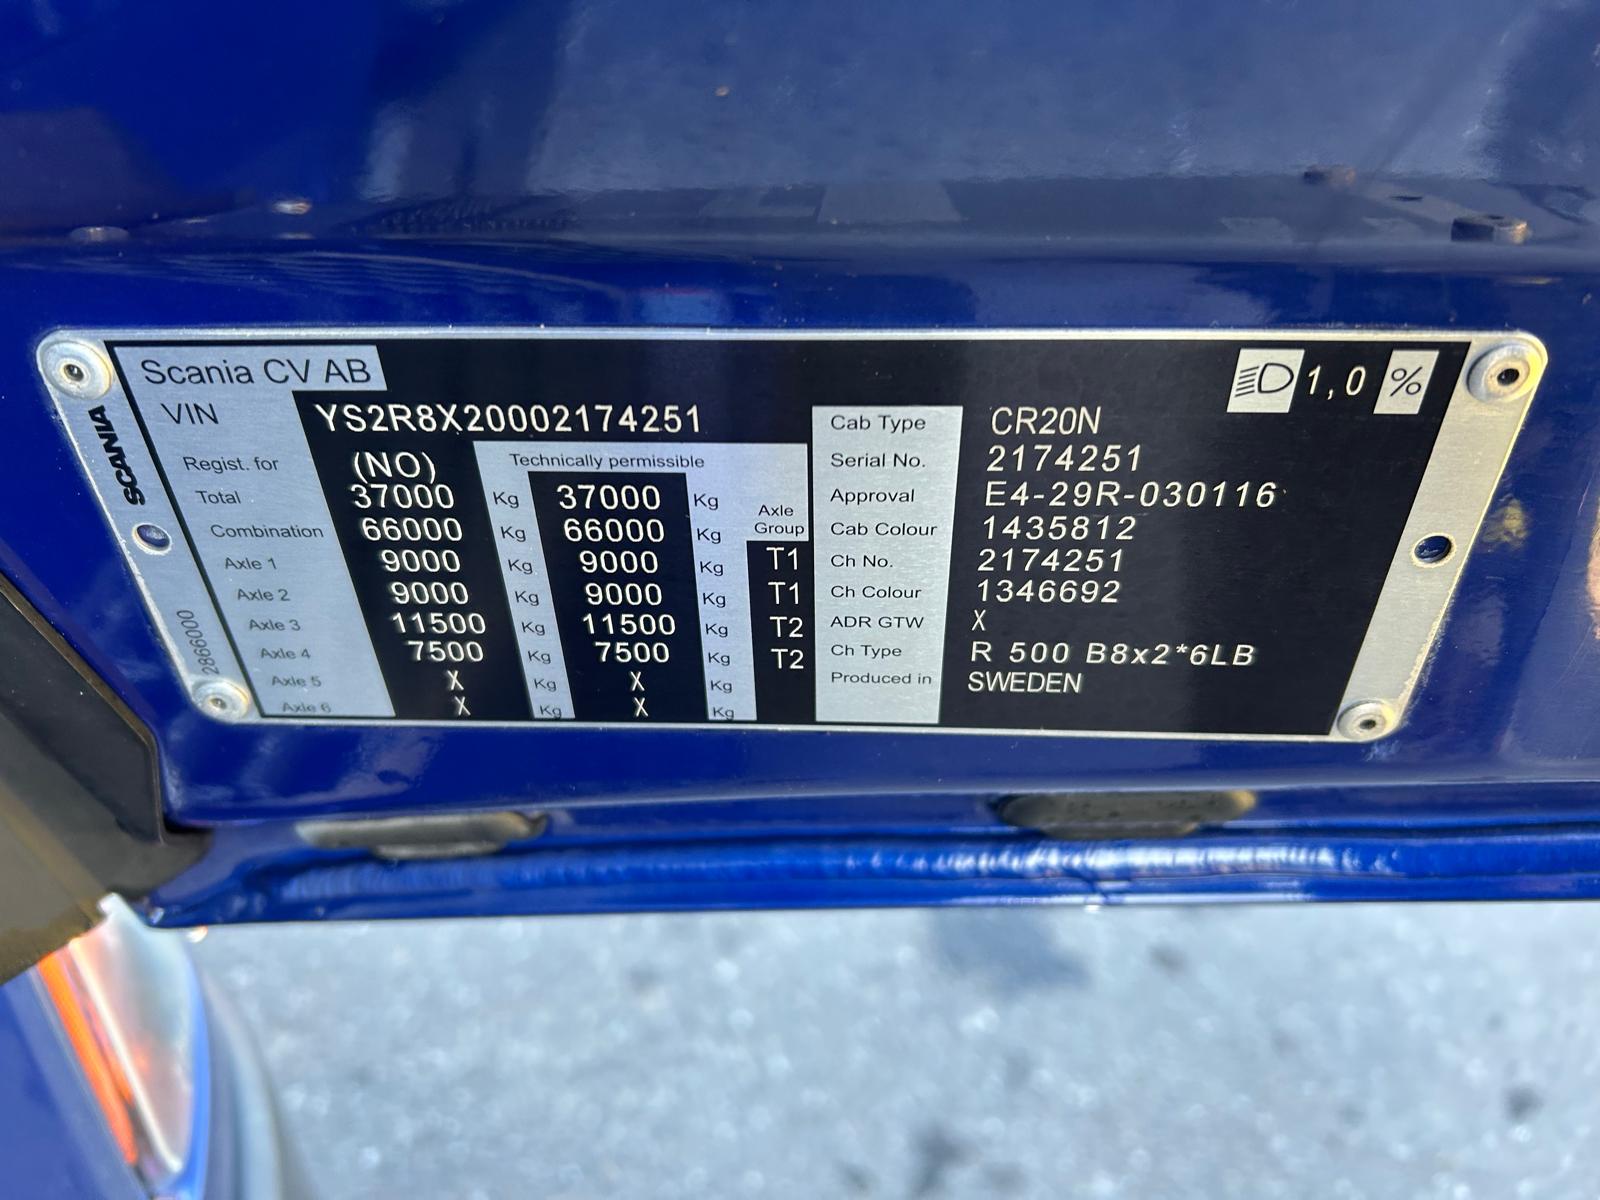 Scania CV AB
1,0 %
VIN YS2R8X20002174251
SCANIA
2866000
Regist. for (NO) Technically permissible
Axle Group
Total 37000 Kg 37000 Kg
Combination 66000 Kg 66000 Kg
Axle 1 9000 Kg 9000 Kg T1
Axle 2 9000 Kg 9000 Kg T1
Axle 3 11500 Kg 11500 Kg T2
Axle 4 7500 Kg 7500 Kg T2
Axle 5 X Kg X Kg
Axle 6 X Kg X Kg
Cab Type CR20N
Serial No. 2174251
Approval E4-29R-030116
Cab Colour 1435812
Ch No. 2174251
Ch Colour 1346692
ADR GTW X
Ch Type R 500 B8x2*6LB
Produced in SWEDEN